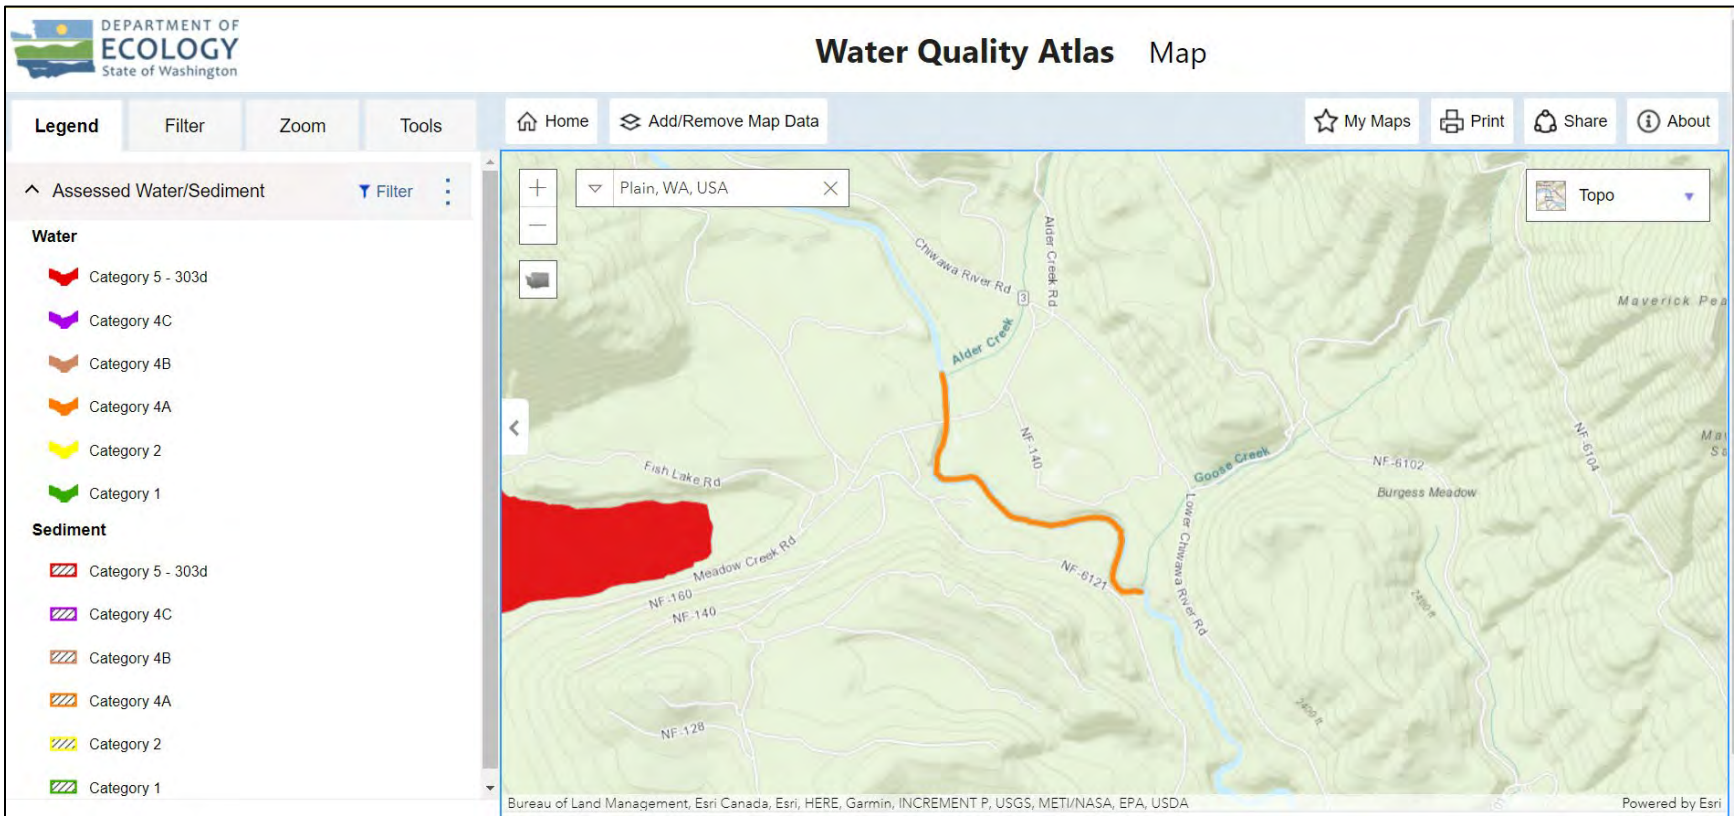 DEPARTMENT OF
ECOLOGY
State of Washington
Water Quality Atlas Map
Legend
Filter
Zoom
Tools
Home
Add/Remove Map Data
My Maps
Print
Share
About
Assessed Water/Sediment
Filter
Water
Category 5 - 303d
Category 4C
Category 4B
Category 4A
Category 2
Category 1
Sediment
Category 5 - 303d
Category 4C
Category 4B
Category 4A
Category 2
Category 1
Plain, WA, USA
Topo
Chiwawa River Rd
3
Alder Creek Rd
Alder Creek
Maverick Pea
Fish Lake Rd
NF-140
Goose Creek
NF-6102
NF-6104
Burgess Meadow
Meadow Creek Rd
NF-160
NF-140
NF-6121
Lower Chiwawa River Rd
2400 ft
2400 ft
NF-128
Bureau of Land Management, Esri Canada, Esri, HERE, Garmin, INCREMENT P, USGS, METI/NASA, EPA, USDA
Powered by Esri